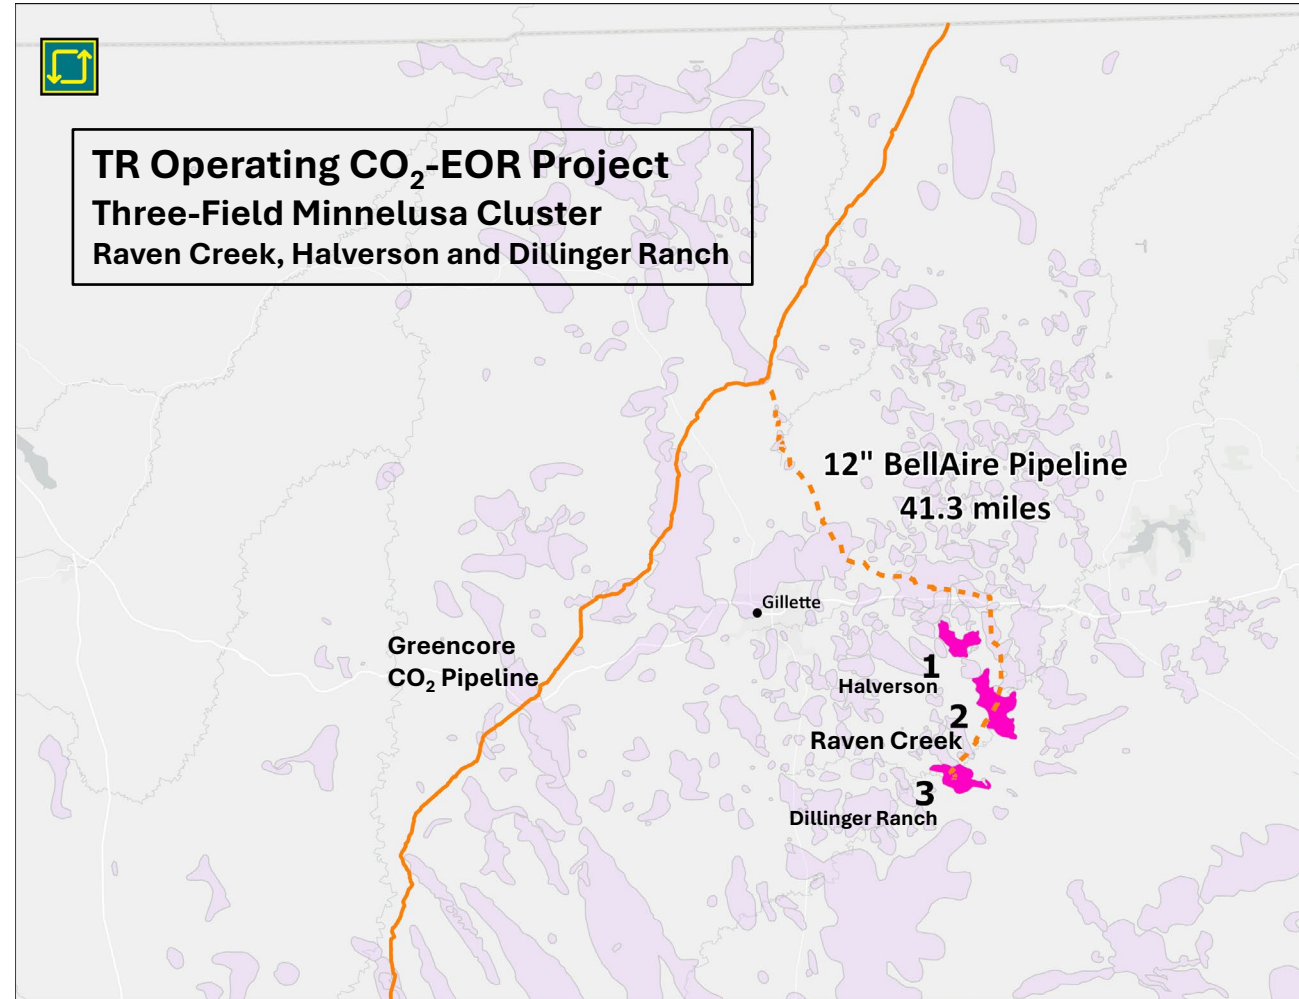 TR Operating CO₂-EOR Project
Three-Field Minnelusa Cluster
Raven Creek, Halverson and Dillinger Ranch
12" BellAire Pipeline
41.3 miles
Gillette
Greencore
CO₂ Pipeline
1
Halverson
2
Raven Creek
3
Dillinger Ranch